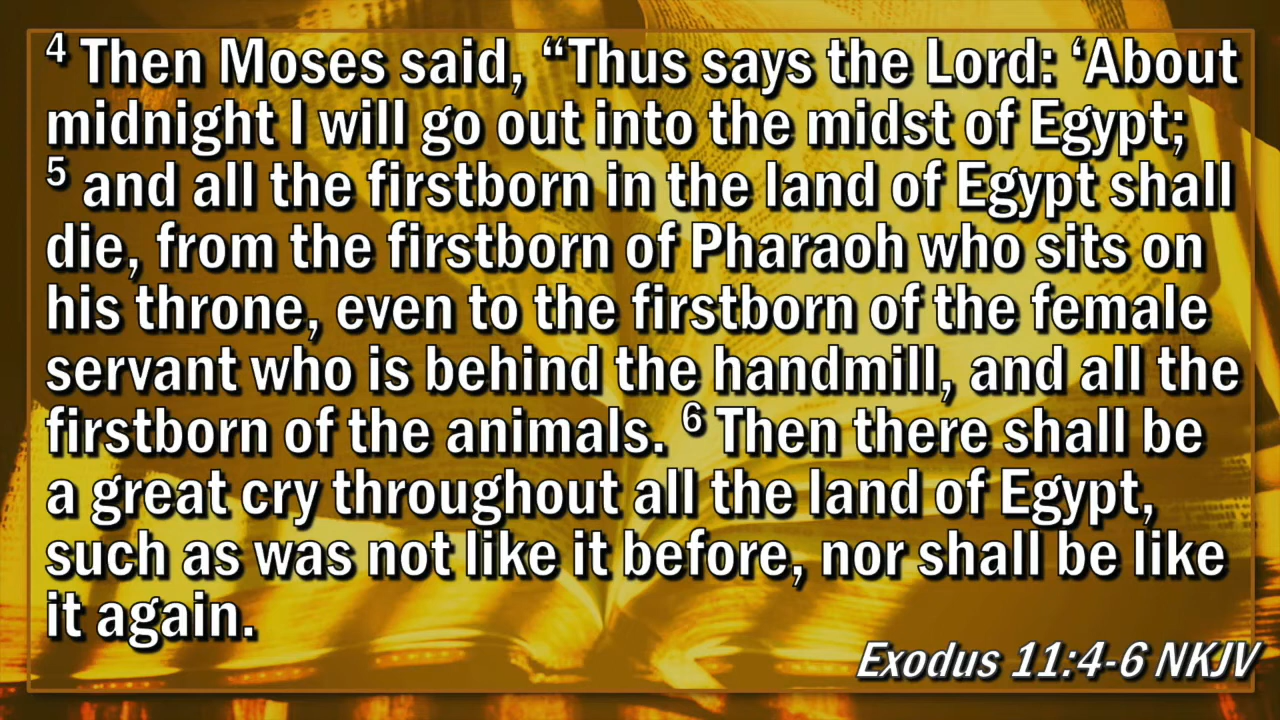 4 Then Moses said, “Thus says the Lord: ‘About
midnight I will go out into the midst of Egypt;
5 and all the firstborn in the land of Egypt shall
die, from the firstborn of Pharaoh who sits on
his throne, even to the firstborn of the female
servant who is behind the handmill, and all the
firstborn of the animals. 6 Then there shall be
a great cry throughout all the land of Egypt,
such as was not like it before, nor shall be like
it again.
Exodus 11:4-6 NKJV